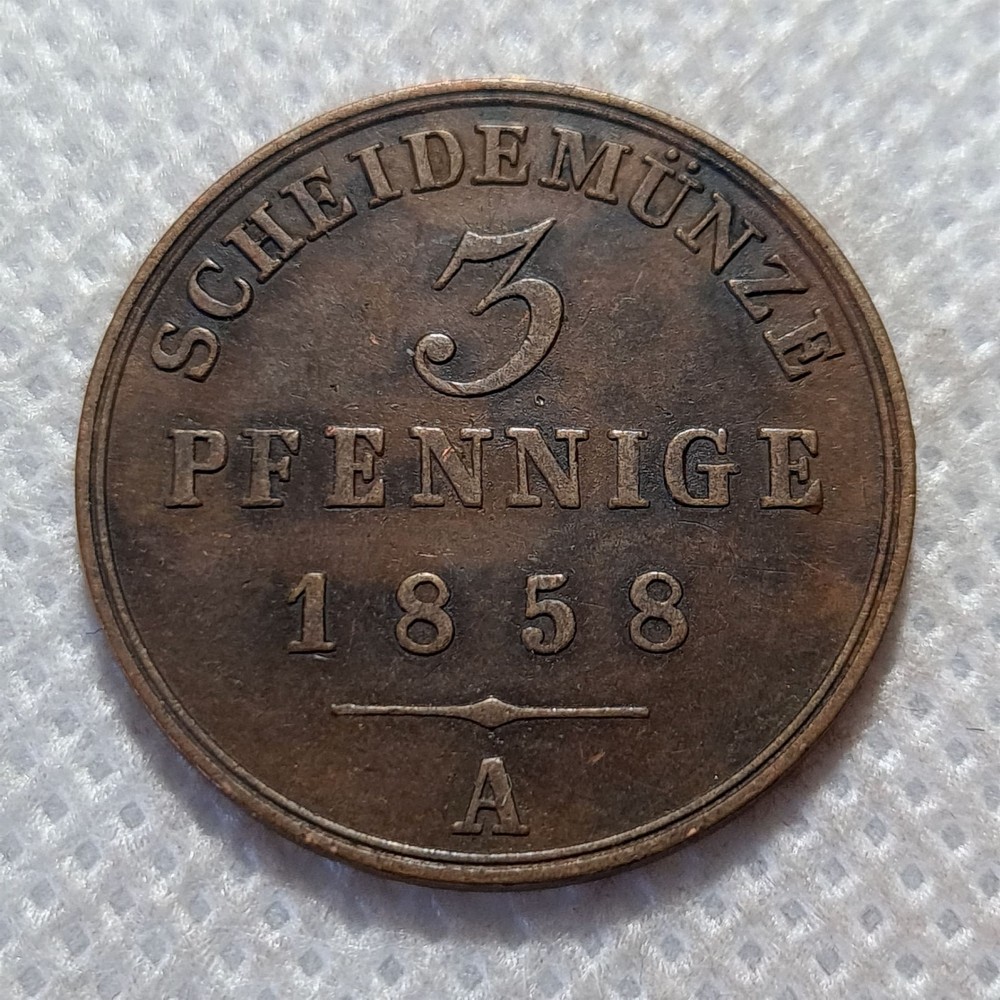 SCHEIDEMÜNZE
3
PFENNIGE
1858
A